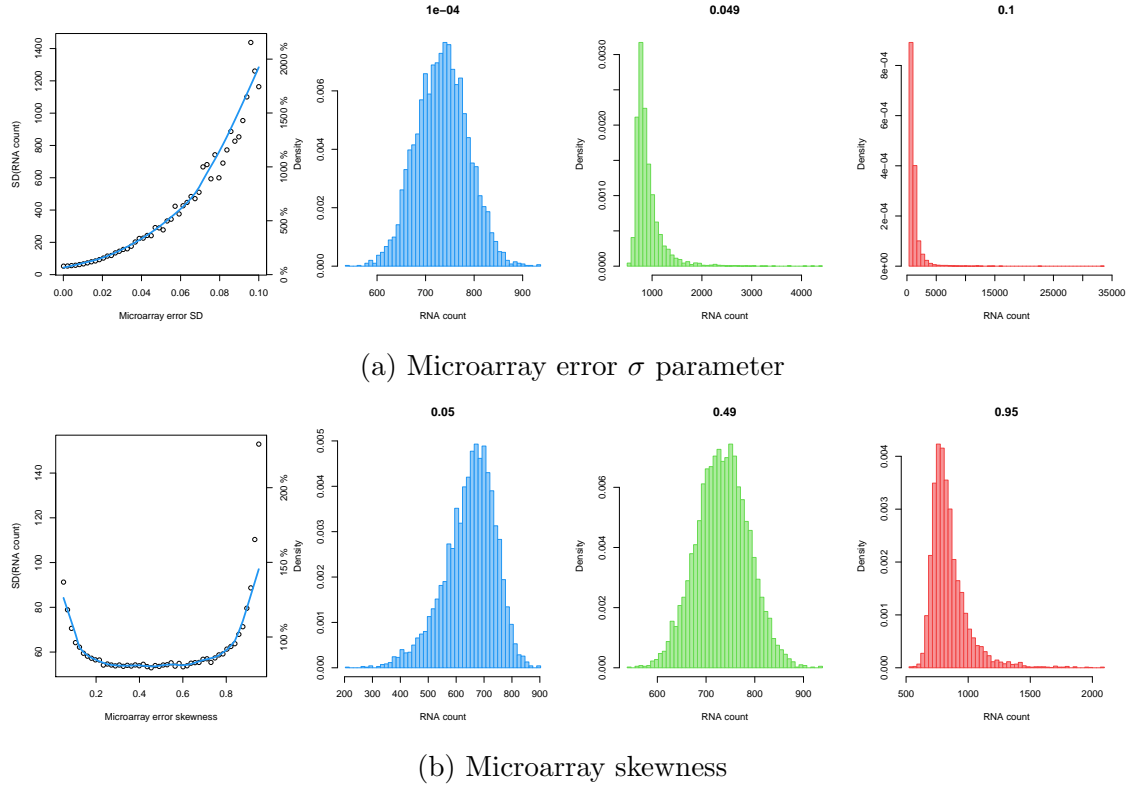 1e-04
0.049
0.1
SD(RNA count)
0 200 400 600 800 1000 1200 1400
0 % 500 % 1000 % 1500 % 2000 %
0.00 0.02 0.04 0.06 0.08 0.10
Microarray error SD
Density
0.000 0.002 0.004 0.006
600 700 800 900
RNA count
Density
0.0000 0.0010 0.0020 0.0030
1000 2000 3000 4000
RNA count
Density
0e+00 2e-04 4e-04 6e-04 8e-04
0 5000 15000 25000 35000
RNA count
(a) Microarray error σ parameter
0.05
0.49
0.95
SD(RNA count)
60 80 100 120 140
100 % 150 % 200 %
0.2 0.4 0.6 0.8
Microarray error skewness
Density
0.000 0.001 0.002 0.003 0.004 0.005
200 300 400 500 600 700 800 900
RNA count
Density
0.000 0.002 0.004 0.006
600 700 800 900
RNA count
Density
0.000 0.001 0.002 0.003 0.004
500 1000 1500 2000
RNA count
(b) Microarray skewness